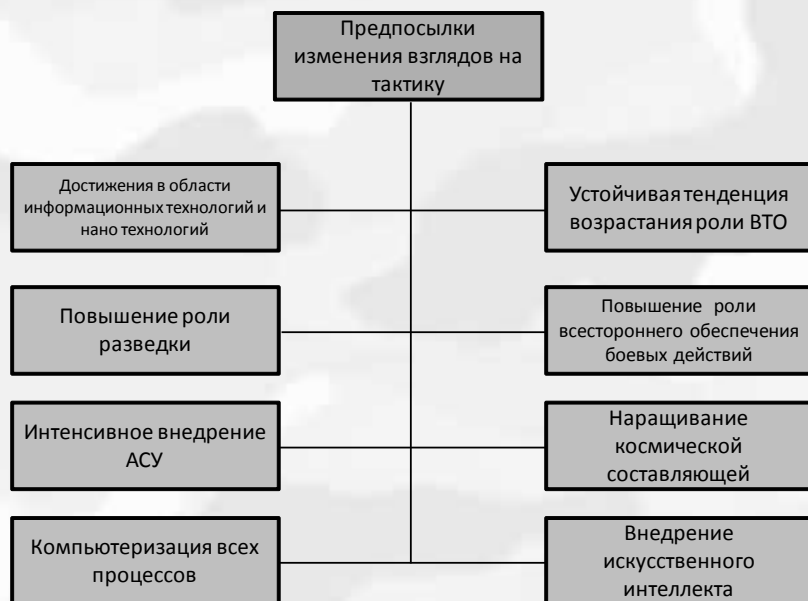 Предпосылки
изменения взглядов на
тактику
Достижения в области
информационных технологий и
нано технологий
Устойчивая тенденция
возрастания роли ВТО
Повышение роли
разведки
Повышение роли
всестороннего обеспечения
боевых действий
Интенсивное внедрение
АСУ
Наращивание
космической
составляющей
Компьютеризация всех
процессов
Внедрение
искусственного
интеллекта